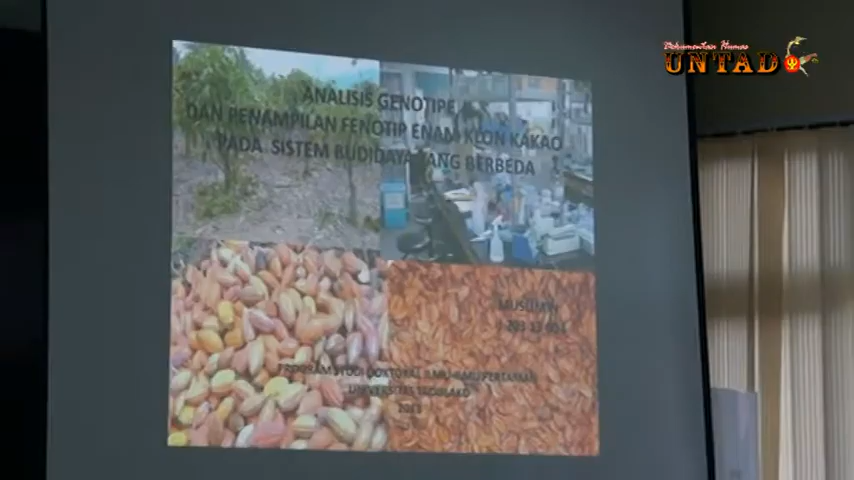 Dokumentasi Humas
UNTAD
ANALISIS GENOTIPE
DAN PENAMPILAN FENOTIP ENAM KLON KAKAO
PADA SISTEM BUDIDAYA YANG BERBEDA
PROGRAM STUDI DOKTORAL ILMU-ILMU PERTANIAN
UNIVERSITAS TADULAKO